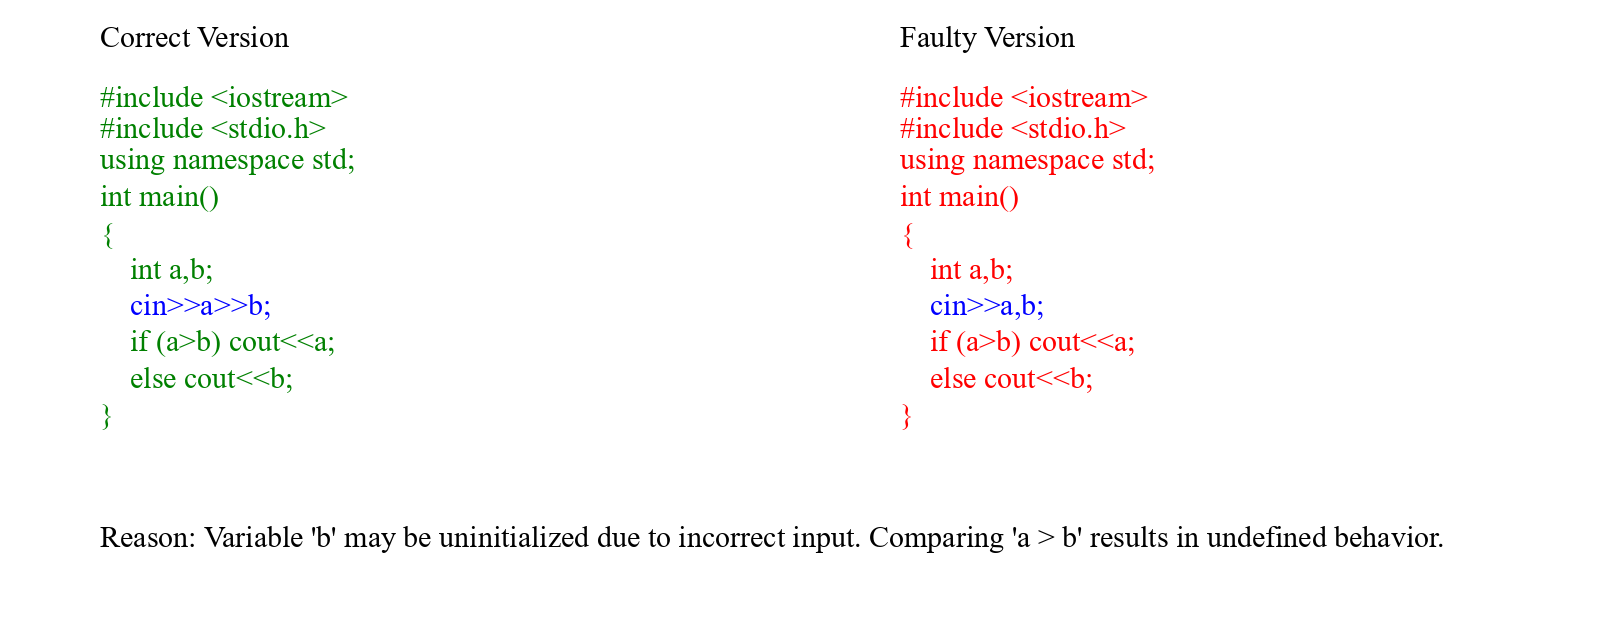 Correct Version
#include <iostream>
#include <stdio.h>
using namespace std;
int main()
{
    int a,b;
    cin>>a>>b;
    if (a>b) cout<<a;
    else cout<<b;
}
Faulty Version
#include <iostream>
#include <stdio.h>
using namespace std;
int main()
{
    int a,b;
    cin>>a,b;
    if (a>b) cout<<a;
    else cout<<b;
}
Reason: Variable 'b' may be uninitialized due to incorrect input. Comparing 'a > b' results in undefined behavior.